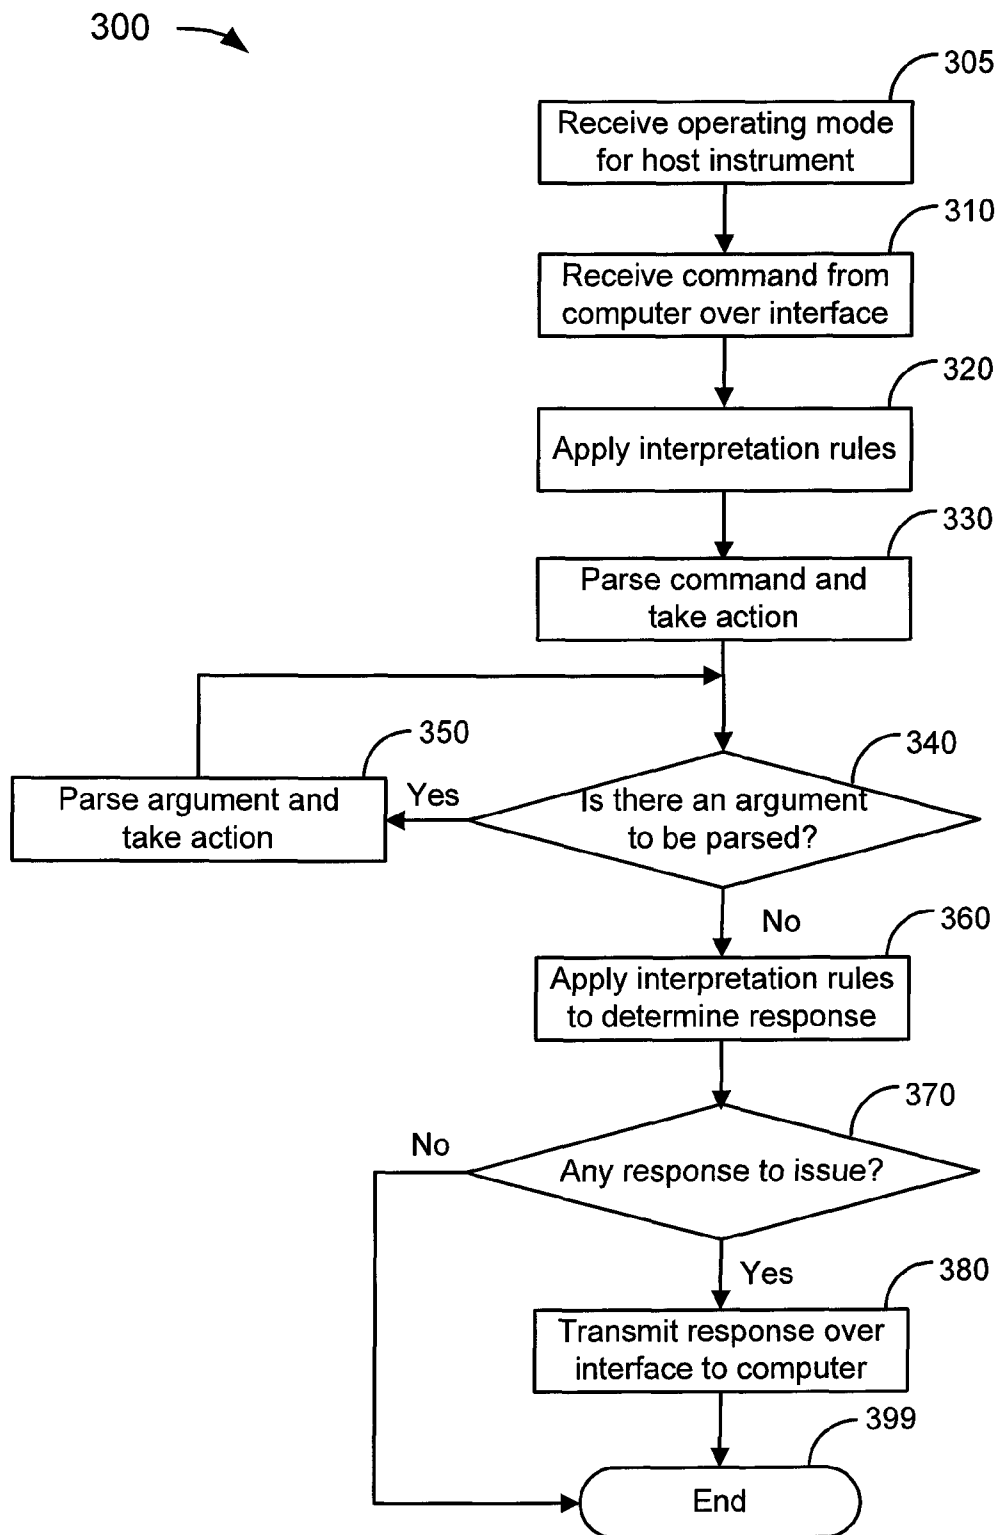 300
305
Receive operating mode
for host instrument
310
Receive command from
computer over interface
320
Apply interpretation rules
330
Parse command and
take action
340
Is there an argument
to be parsed?
350
Parse argument and
take action
Yes
No
360
Apply interpretation rules
to determine response
370
Any response to issue?
No
Yes
380
Transmit response over
interface to computer
399
End